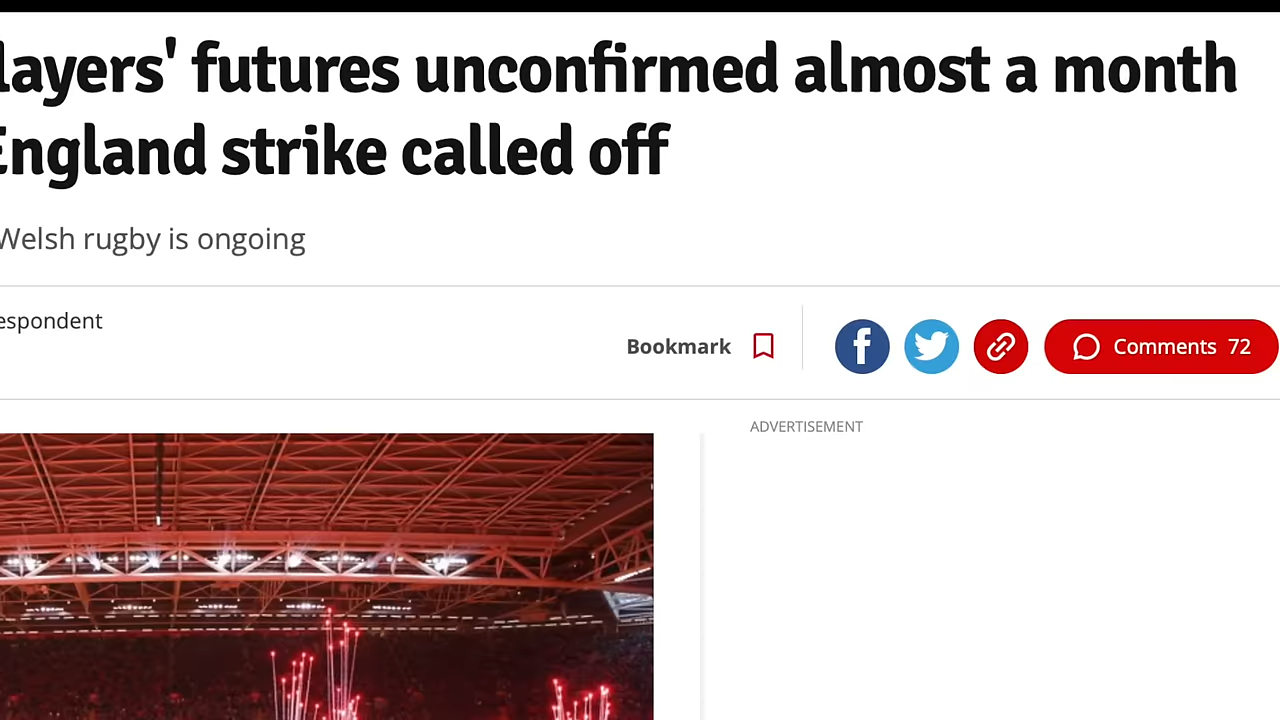 layers' futures unconfirmed almost a month
England strike called off
Welsh rugby is ongoing
espondent
Bookmark
Comments 72
ADVERTISEMENT